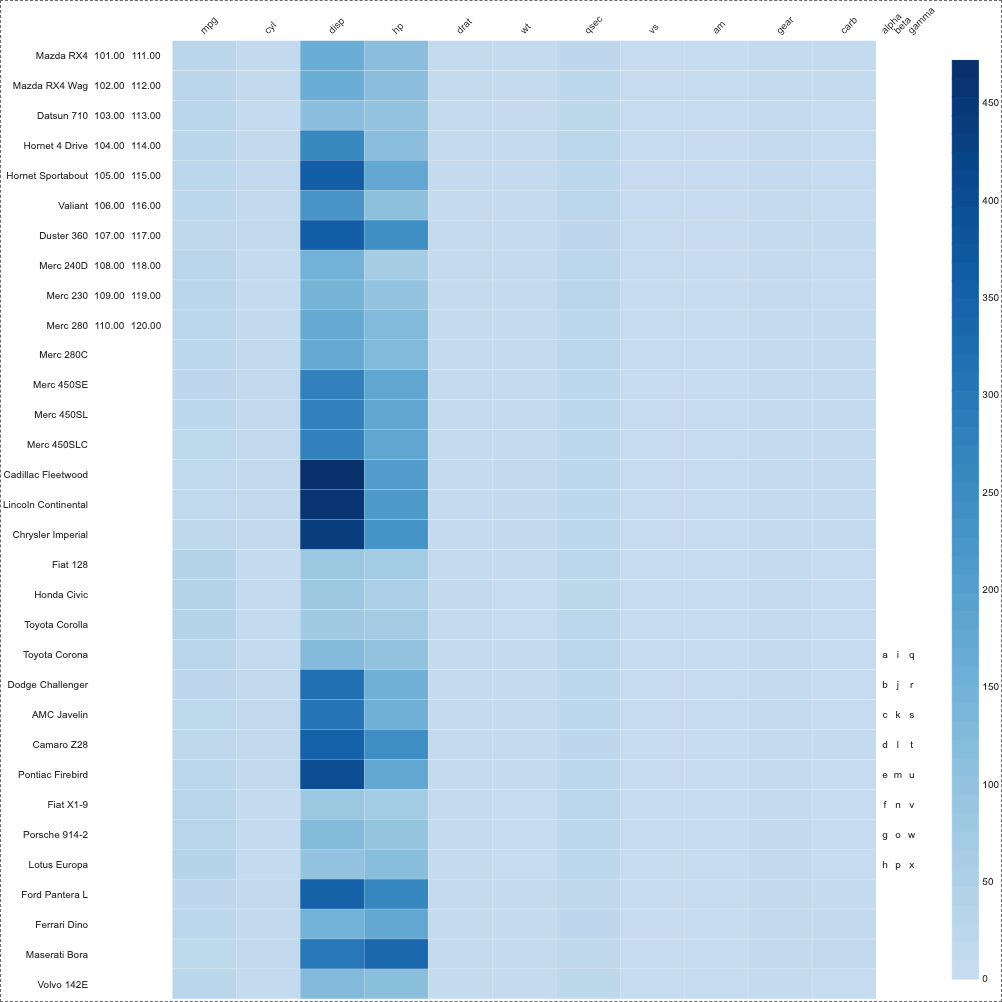 mpg cyl disp hp drat wt qsec vs am gear carb alpha beta gamma
Mazda RX4 101.00 111.00
Mazda RX4 Wag 102.00 112.00
Datsun 710 103.00 113.00
Hornet 4 Drive 104.00 114.00
Hornet Sportabout 105.00 115.00
Valiant 106.00 116.00
Duster 360 107.00 117.00
Merc 240D 108.00 118.00
Merc 230 109.00 119.00
Merc 280 110.00 120.00
Merc 280C
Merc 450SE
Merc 450SL
Merc 450SLC
Cadillac Fleetwood
Lincoln Continental
Chrysler Imperial
Fiat 128
Honda Civic
Toyota Corolla
Toyota Corona a i q
Dodge Challenger b j r
AMC Javelin c k s
Camaro Z28 d l t
Pontiac Firebird e m u
Fiat X1-9 f n v
Porsche 914-2 g o w
Lotus Europa h p x
Ford Pantera L
Ferrari Dino
Maserati Bora
Volvo 142E
450
400
350
300
250
200
150
100
50
0